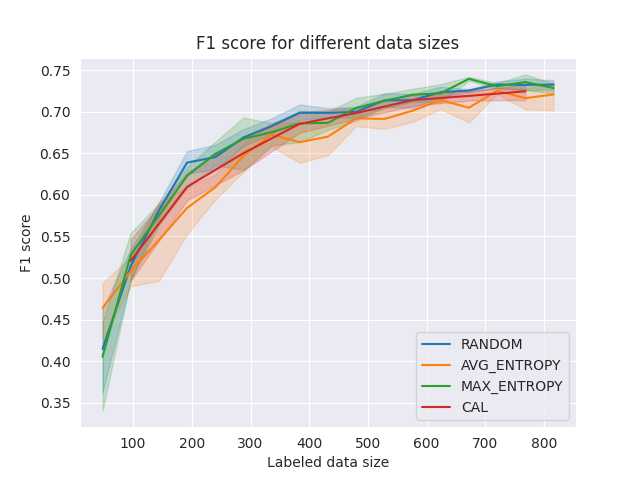 F1 score for different data sizes
0.75
0.70
0.65
0.60
0.55
0.50
0.45
0.40
0.35
F1 score
RANDOM
AVG_ENTROPY
MAX_ENTROPY
CAL
100 200 300 400 500 600 700 800
Labeled data size